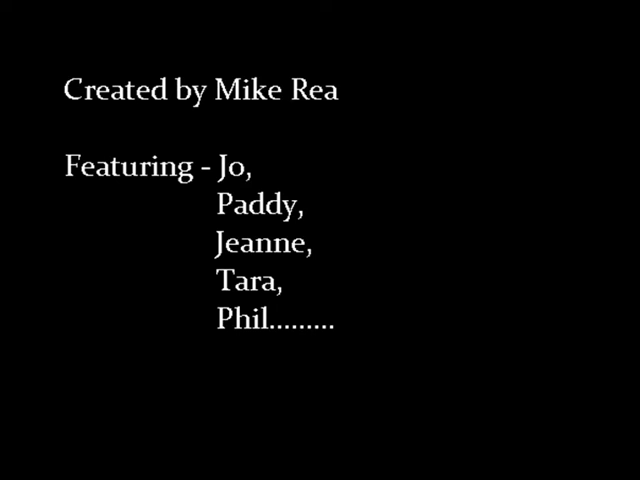 Created by Mike Rea
Featuring - Jo,
Paddy,
Jeanne,
Tara,
Phil.........